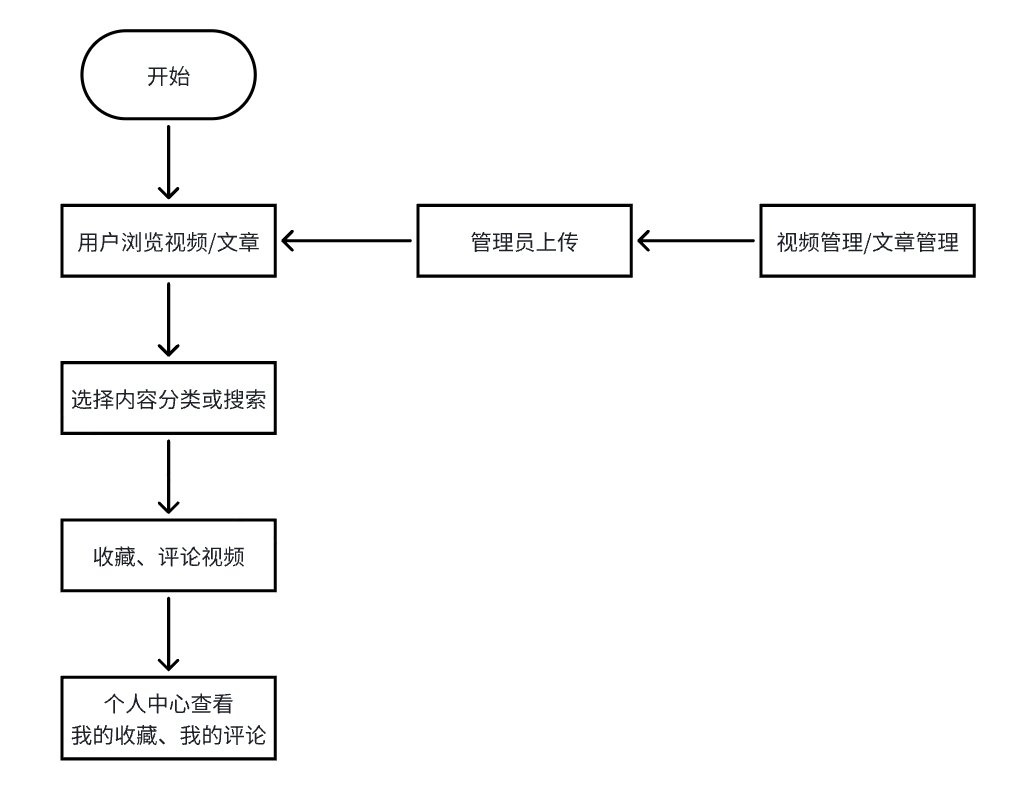 开始
用户浏览视频/文章
管理员上传
视频管理/文章管理
选择内容分类或搜索
收藏、评论视频
个人中心查看
我的收藏、我的评论